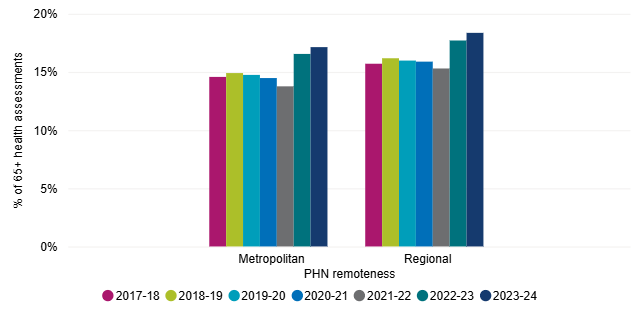 20%
15%
10%
5%
0%
% of 65+ health assessments
Metropolitan
Regional
PHN remoteness
2017-18 2018-19 2019-20 2020-21 2021-22 2022-23 2023-24